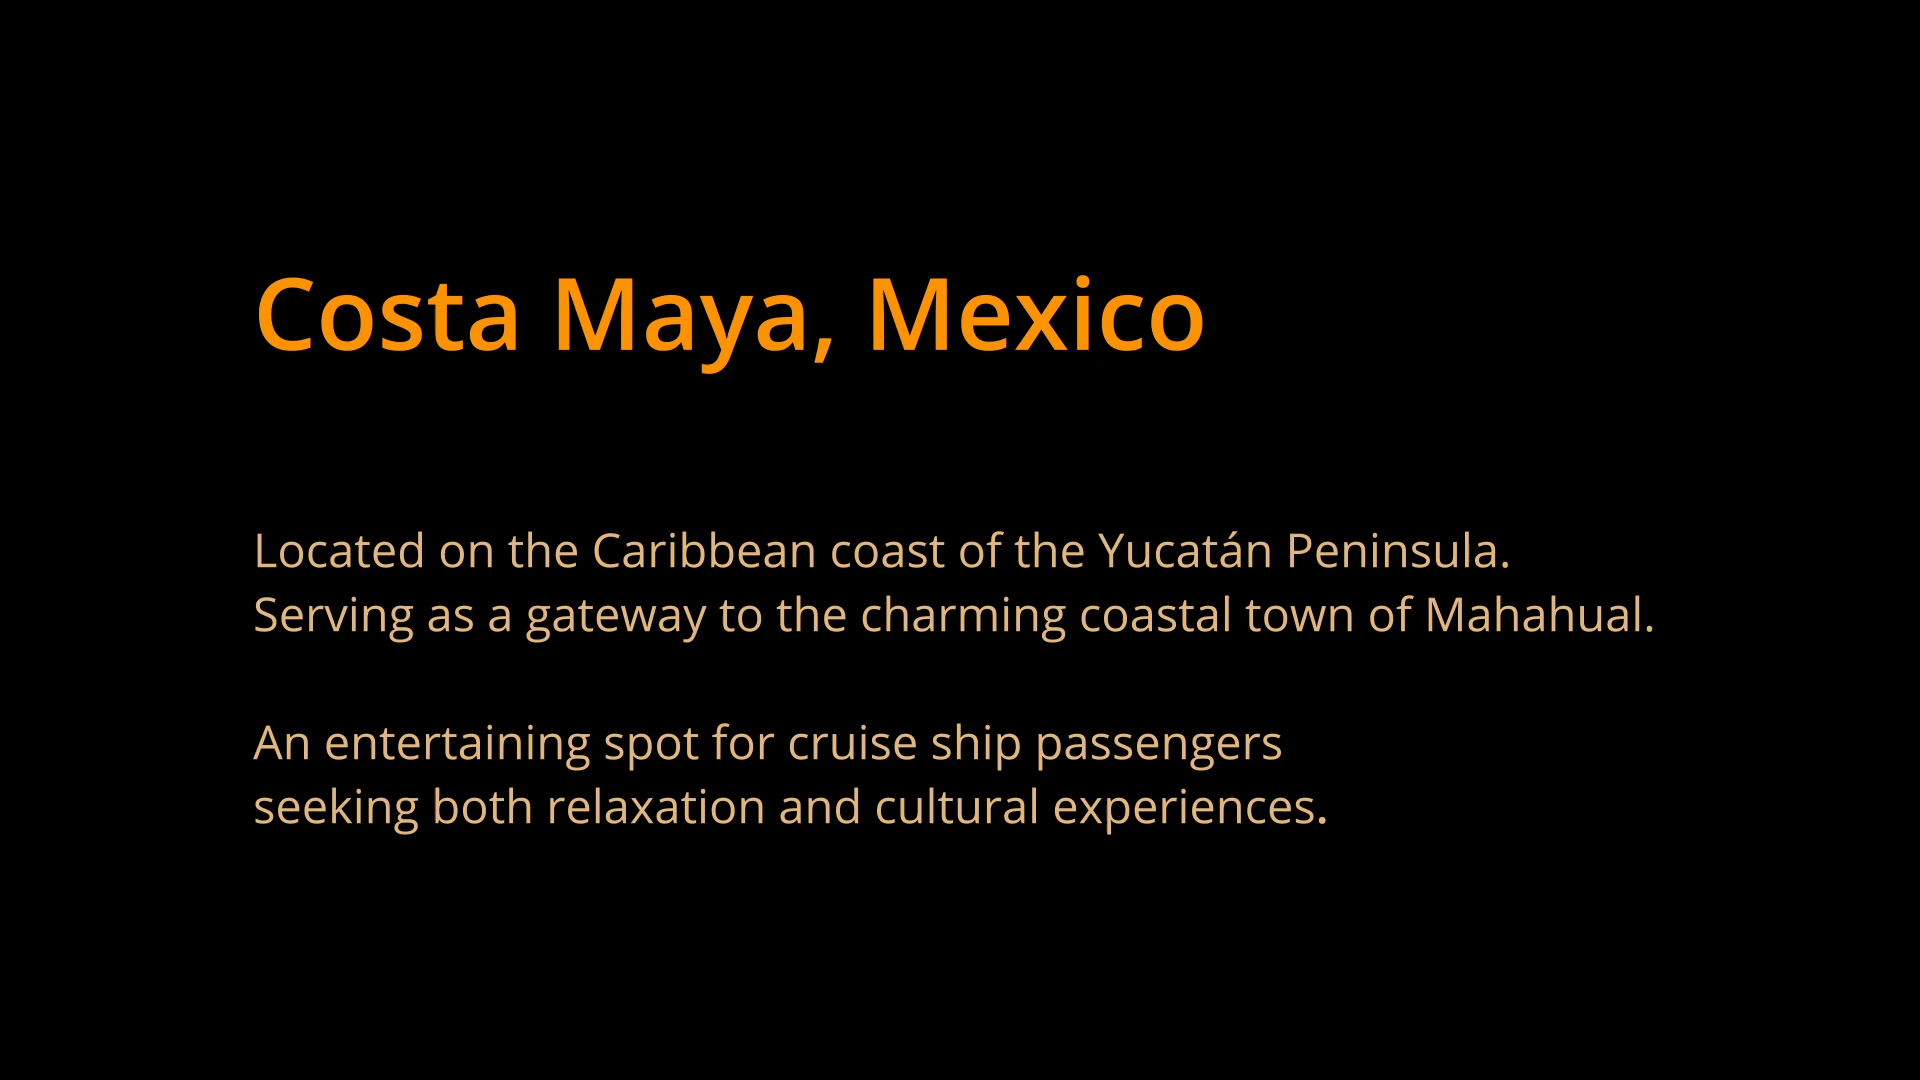 Costa Maya, Mexico
Located on the Caribbean coast of the Yucatán Peninsula.
Serving as a gateway to the charming coastal town of Mahahual.
An entertaining spot for cruise ship passengers
seeking both relaxation and cultural experiences.